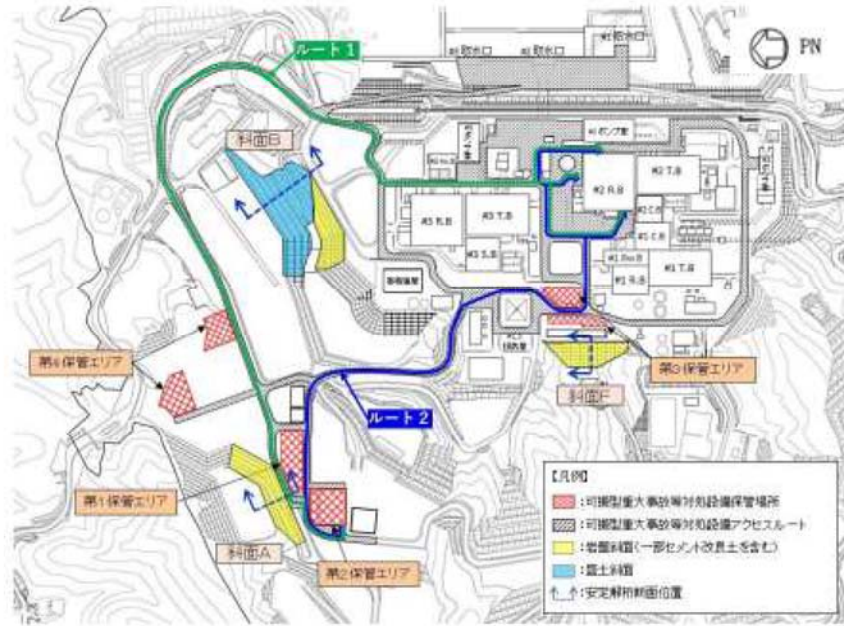 PN
ルート1
斜面B
#2 R.B
#2 T.B
#3 R.B
#3 T.B
#3 S.B
#1 T.B
#1 R.B
第4保管エリア
ルート2
斜面F
第3保管エリア
第1保管エリア
斜面A
第2保管エリア
【凡例】
:可搬型重大事故等対処設備保管場所
:可搬型重大事故等対処設備アクセスルート
:岩盤斜面(一部セメント改良土を含む)
:盛土斜面
:安定解析断面位置